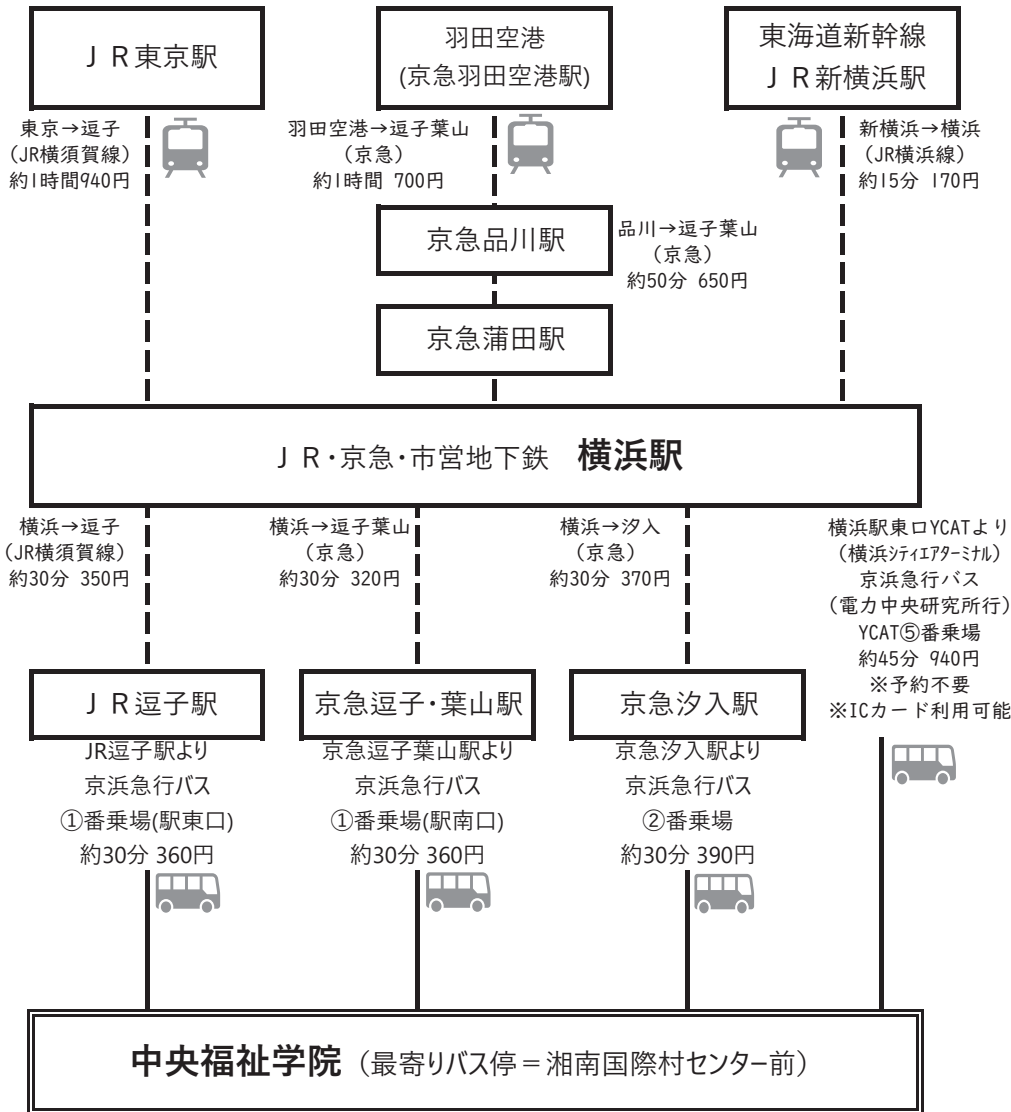 ＪＲ東京駅
羽田空港
(京急羽田空港駅)
東海道新幹線
ＪＲ新横浜駅
東京→逗子
(JR横須賀線)
約1時間940円
羽田空港→逗子葉山
(京急)
約1時間 700円
新横浜→横浜
(JR横浜線)
約15分 170円
京急品川駅
品川→逗子葉山
(京急)
約50分 650円
京急蒲田駅
ＪＲ・京急・市営地下鉄 横浜駅
横浜→逗子
(JR横須賀線)
約30分 350円
横浜→逗子葉山
(京急)
約30分 320円
横浜→汐入
(京急)
約30分 370円
横浜駅東口YCATより
(横浜ｼﾃｨｴｱﾀｰﾐﾅﾙ)
京浜急行バス
(電力中央研究所行)
YCAT⑤番乗場
約45分 940円
※予約不要
※ICカード利用可能
ＪＲ逗子駅
JR逗子駅より
京浜急行バス
①番乗場(駅東口)
約30分 360円
京急逗子・葉山駅
京急逗子葉山駅より
京浜急行バス
①番乗場(駅南口)
約30分 360円
京急汐入駅
京急汐入駅より
京浜急行バス
②番乗場
約30分 390円
中央福祉学院（最寄りバス停＝湘南国際村センター前）